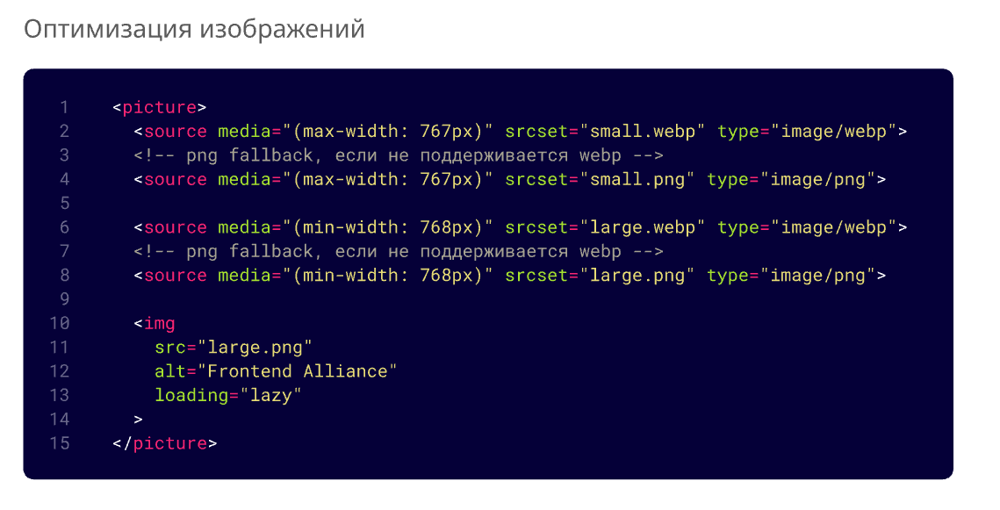 Оптимизация изображений
1 <picture>
2 <source media="(max-width: 767px)" srcset="small.webp" type="image/webp">
3 <!-- png fallback, если не поддерживается webp -->
4 <source media="(max-width: 767px)" srcset="small.png" type="image/png">
5
6 <source media="(min-width: 768px)" srcset="large.webp" type="image/webp">
7 <!-- png fallback, если не поддерживается webp -->
8 <source media="(min-width: 768px)" srcset="large.png" type="image/png">
9
10 <img
11 src="large.png"
12 alt="Frontend Alliance"
13 loading="lazy"
14 >
15 </picture>